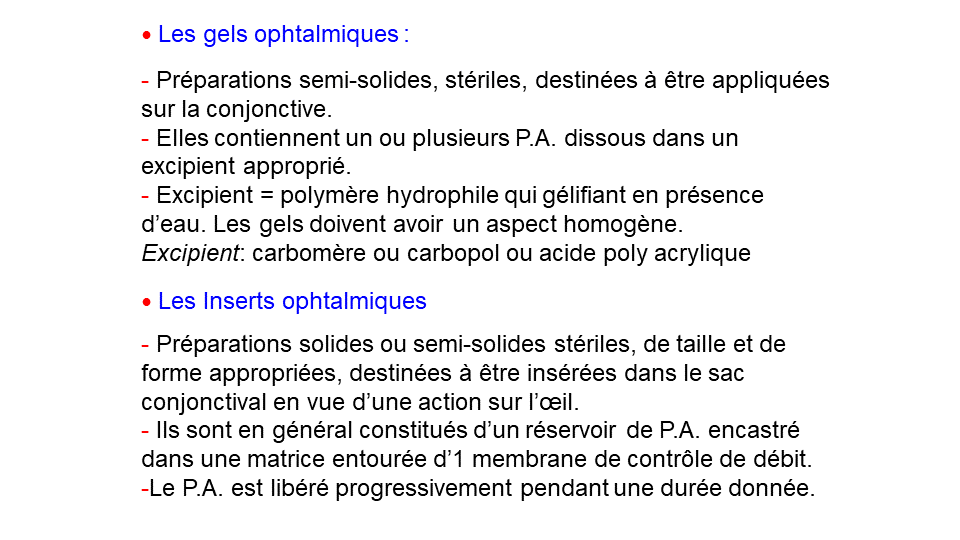 • Les gels ophtalmiques :
- Préparations semi-solides, stériles, destinées à être appliquées
sur la conjonctive.
- Elles contiennent un ou plusieurs P.A. dissous dans un
excipient approprié.
- Excipient = polymère hydrophile qui gélifiant en présence
d’eau. Les gels doivent avoir un aspect homogène.
Excipient: carbomère ou carbopol ou acide poly acrylique
• Les Inserts ophtalmiques
- Préparations solides ou semi-solides stériles, de taille et de
forme appropriées, destinées à être insérées dans le sac
conjonctival en vue d’une action sur l’œil.
- Ils sont en général constitués d’un réservoir de P.A. encastré
dans une matrice entourée d’1 membrane de contrôle de débit.
-Le P.A. est libéré progressivement pendant une durée donnée.